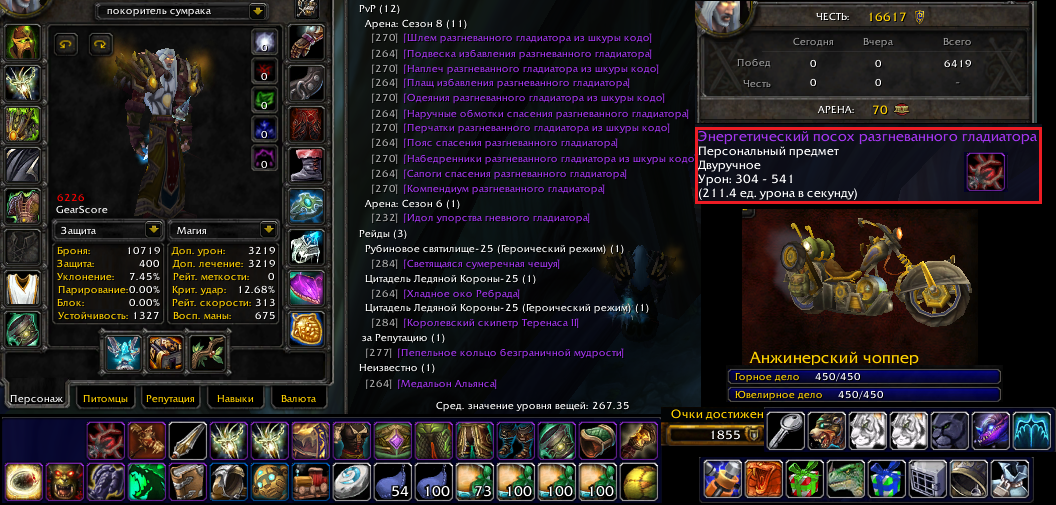 покоритель сумрака
0
0
0
0
0
6226
GearScore
Защита
Магия
Броня: 10719
Защита: 400
Уклонение: 7.45%
Парирование:0.00%
Блок: 0.00%
Устойчивость: 1327
Доп. урон: 3219
Доп. лечение: 3219
Рейт. меткости: 0
Крит. удар: 12.68%
Рейт. скорости: 313
Восп. маны: 675
Персонаж
Питомцы
Репутация
Навыки
Валюта
PvP (12)
Арена: Сезон 8 (11)
[270] [Шлем разгневанного гладиатора из шкуры кодо]
[264] [Подвеска избавления разгневанного гладиатора]
[270] [Наплеч разгневанного гладиатора из шкуры кодо]
[264] [Плащ избавления разгневанного гладиатора]
[270] [Одеяния разгневанного гладиатора из шкуры кодо]
[264] [Наручные обмотки спасения разгневанного гладиатора]
[270] [Перчатки разгневанного гладиатора из шкуры кодо]
[264] [Пояс спасения разгневанного гладиатора]
[270] [Набедренники разгневанного гладиатора из шкуры кодо
[264] [Сапоги спасения разгневанного гладиатора]
[270] [Компендиум разгневанного гладиатора]
Арена: Сезон 6 (1)
[232] [Идол упорства гневного гладиатора]
Рейды (3)
Рубиновое святилище-25 (Героический режим) (1)
[284] [Светящаяся сумеречная чешуя]
Цитадель Ледяной Короны-25 (1)
[264] [Хладное око Ребрада]
Цитадель Ледяной Короны-25 (Героический режим) (1)
[284] [Королевский скипетр Теренаса II]
за Репутацию (1)
[277] [Пепельное кольцо безграничной мудрости]
Неизвестно (1)
[264] [Медальон Альянса]
Сред. значение уровня вещей: 267.35
ЧЕСТЬ: 16617
Сегодня Вчера Всего
Побед 0 0 6419
Честь 0 0 -
АРЕНА: 70
Энергетический посох разгневанного гладиатора
Персональный предмет
Двуручное
Урон: 304 - 541
(211.4 ед. урона в секунду)
Анжинерский чоппер
Горное дело 450/450
Ювелирное дело 450/450
Очки достижен
1855
54
100
73
100
100
100